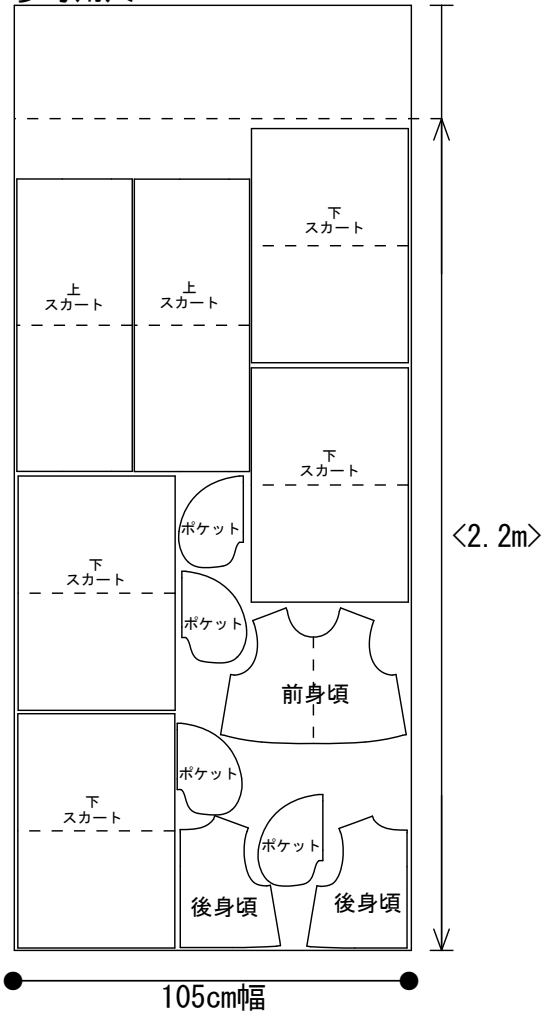 下
スカート
上
スカート
上
スカート
下
スカート
ポケット
<2.2m>
下
スカート
ポケット
前身頃
ポケット
下
スカート
ポケット
後身頃
後身頃
105cm幅